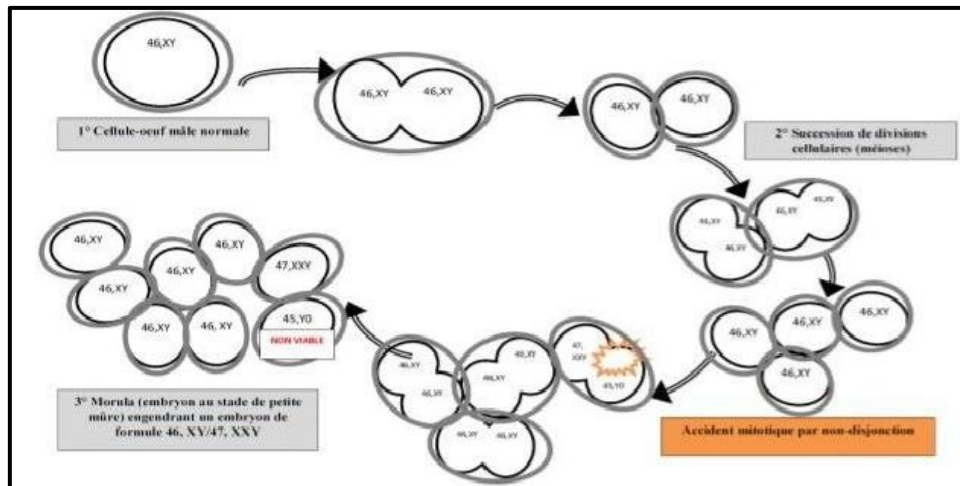 46,XY
1° Cellule-oeuf mâle normale
46,XY 46,XY
46,XY 46,XY
2° Succession de divisions
cellulaires (méioses)
46,XY
46,XY
46,XY
46,XY
46,XY
46,XY
46,XY
46,XY
Accident mitotique par non-disjonction
47,
XXY
45,YO
46,XY
46,XY
46,XY
46,XY
46,XY
46,XY
46,XY
46,XY
46,XY
46,XY
47,XXY
46,XY
46,XY
45,YO
NON VIABLE
3° Morula (embryon au stade de petite
mûre) engendrant un embryon de
formule 46, XY/47, XXY